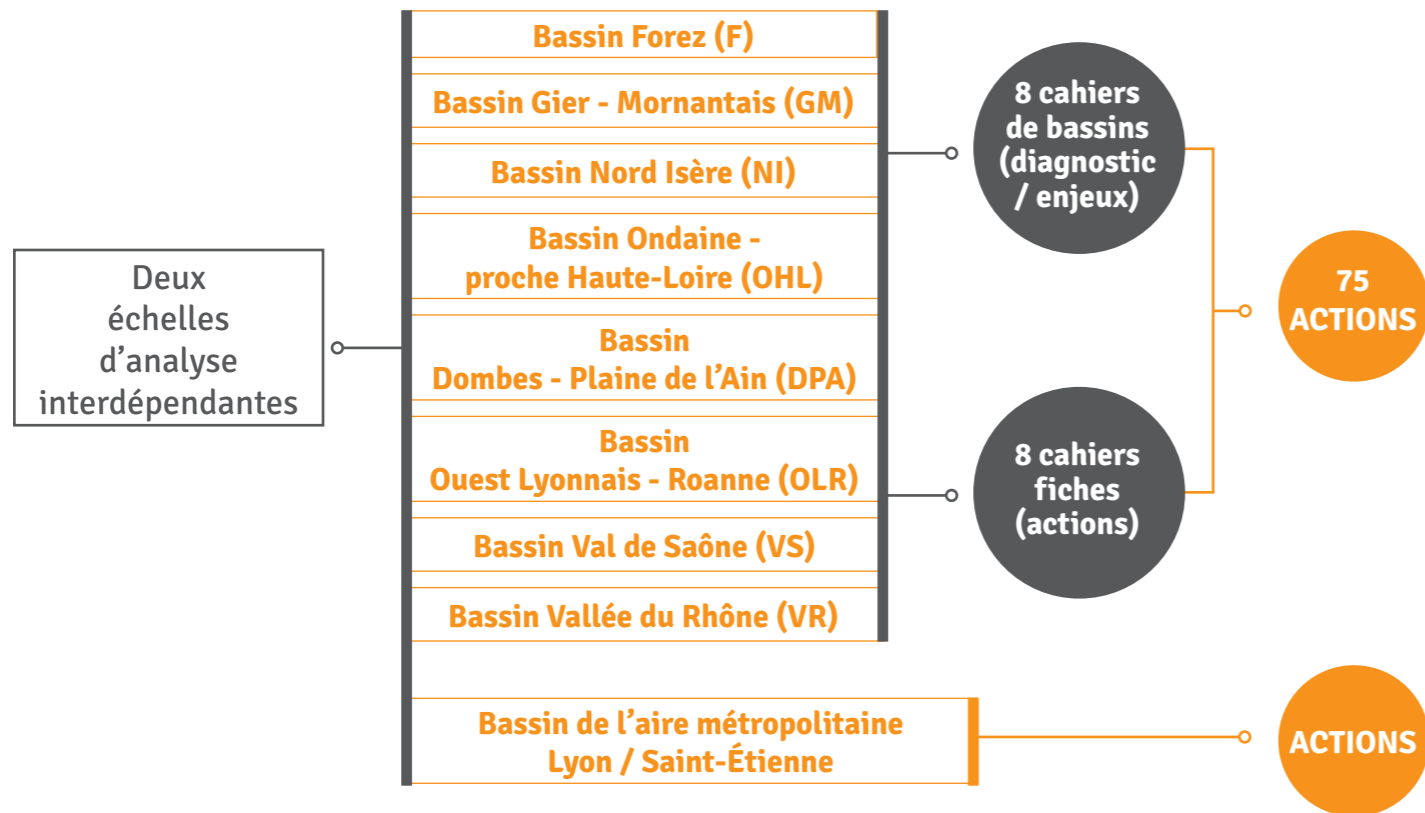 Deux
échelles
d’analyse
interdépendantes
Bassin Forez (F)
Bassin Gier - Mornantais (GM)
Bassin Nord Isère (NI)
Bassin Ondaine -
proche Haute-Loire (OHL)
Bassin
Dombes - Plaine de l’Ain (DPA)
Bassin
Ouest Lyonnais - Roanne (OLR)
Bassin Val de Saône (VS)
Bassin Vallée du Rhône (VR)
Bassin de l’aire métropolitaine
Lyon / Saint-Étienne
8 cahiers
de bassins
(diagnostic
/ enjeux)
8 cahiers
fiches
(actions)
75
ACTIONS
ACTIONS